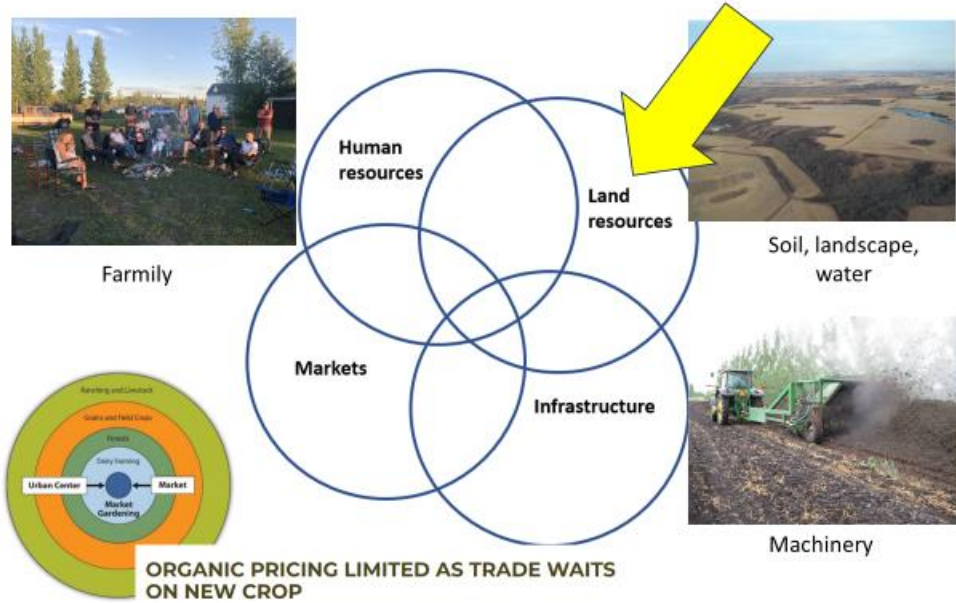 Human
resources
Land
resources
Soil, landscape,
water
Farmily
Markets
Infrastructure
Machinery
Ranching and Livestock
Grains and Field Crops
Forests
Dairy Farming
Urban Center
Market
Market
Gardening
ORGANIC PRICING LIMITED AS TRADE WAITS
ON NEW CROP